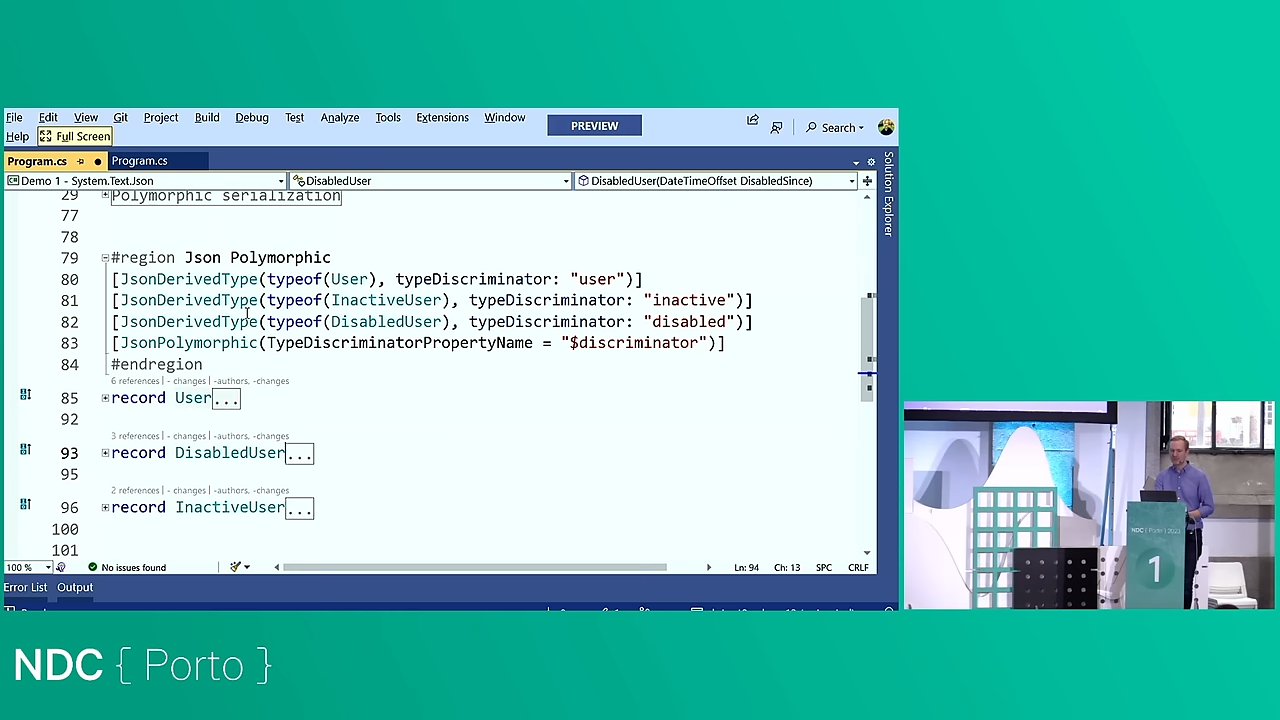 File Edit View Git Project Build Debug Test Analyze Tools Extensions Window PREVIEW Search
Help Full Screen
Program.cs Program.cs
Demo 1 - System.Text.Json DisabledUser DisabledUser(DateTimeOffset DisabledSince)
Solution Explorer
29 Polymorphic serialization
77
78
79 #region Json Polymorphic
80 [JsonDerivedType(typeof(User), typeDiscriminator: "user")]
81 [JsonDerivedType(typeof(InactiveUser), typeDiscriminator: "inactive")]
82 [JsonDerivedType(typeof(DisabledUser), typeDiscriminator: "disabled")]
83 [JsonPolymorphic(TypeDiscriminatorPropertyName = "$discriminator")]
84 #endregion
6 references | - changes | -authors, -changes
85 record User...
92
3 references | - changes | -authors, -changes
93 record DisabledUser...
95
2 references | - changes | -authors, -changes
96 record InactiveUser...
100
101
100 % No issues found Ln: 94 Ch: 13 SPC CRLF
Error List Output
NDC { Porto } 2023
1
NDC { Porto }